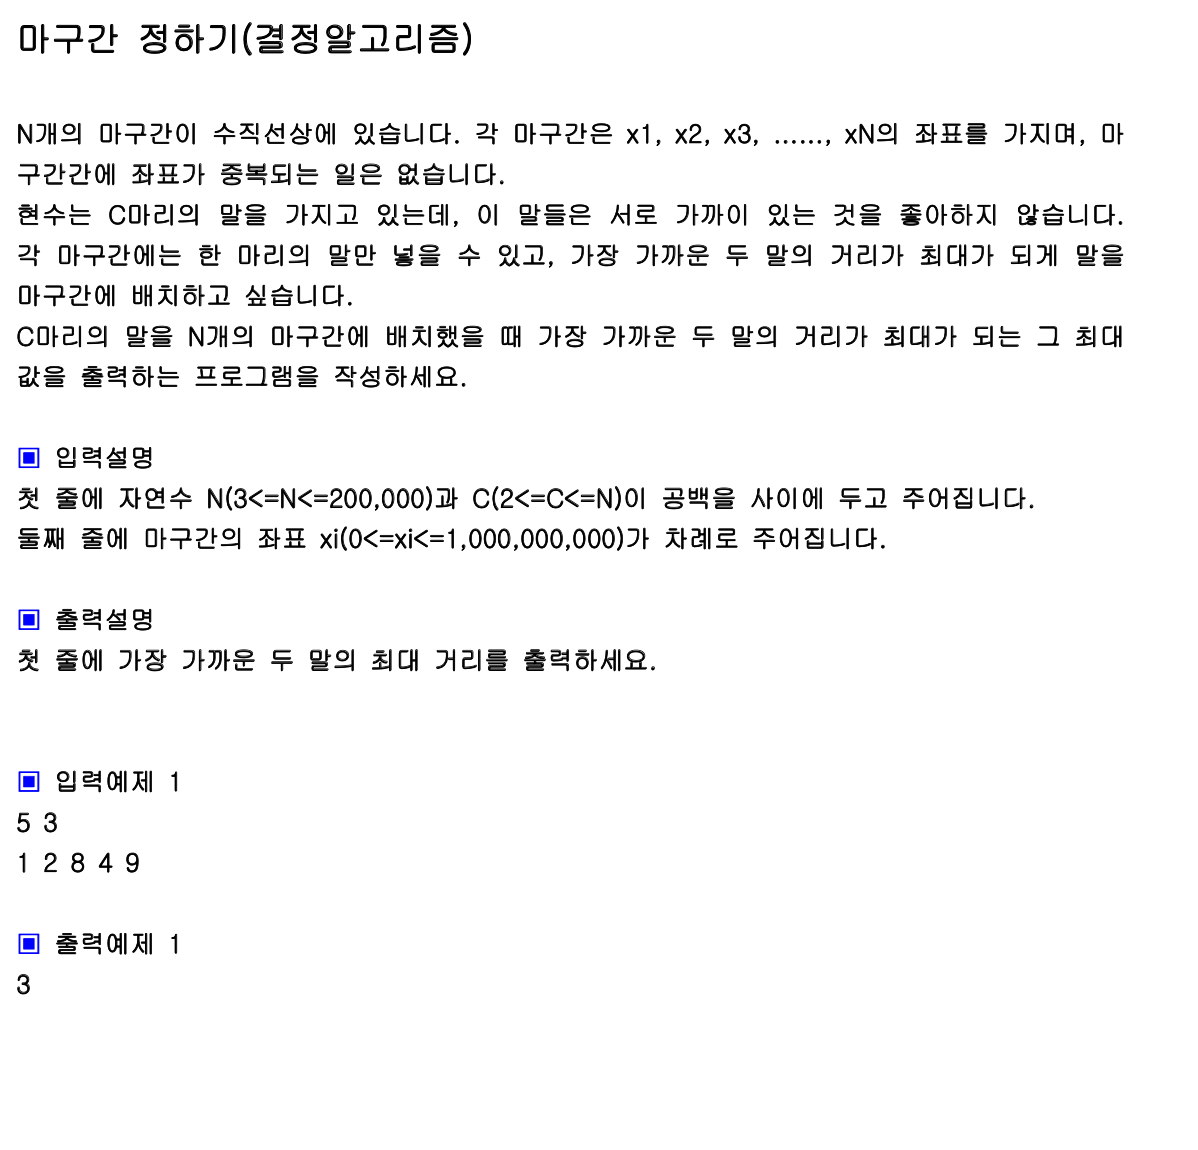 마구간 정하기(결정알고리즘)
N개의 마구간이 수직선상에 있습니다. 각 마구간은 x1, x2, x3, ......, xN의 좌표를 가지며, 마
구간간에 좌표가 중복되는 일은 없습니다.
현수는 C마리의 말을 가지고 있는데, 이 말들은 서로 가까이 있는 것을 좋아하지 않습니다.
각 마구간에는 한 마리의 말만 넣을 수 있고, 가장 가까운 두 말의 거리가 최대가 되게 말을
마구간에 배치하고 싶습니다.
C마리의 말을 N개의 마구간에 배치했을 때 가장 가까운 두 말의 거리가 최대가 되는 그 최대
값을 출력하는 프로그램을 작성하세요.
▣ 입력설명
첫 줄에 자연수 N(3<=N<=200,000)과 C(2<=C<=N)이 공백을 사이에 두고 주어집니다.
둘째 줄에 마구간의 좌표 xi(0<=xi<=1,000,000,000)가 차례로 주어집니다.
▣ 출력설명
첫 줄에 가장 가까운 두 말의 최대 거리를 출력하세요.
▣ 입력예제 1
5 3
1 2 8 4 9
▣ 출력예제 1
3